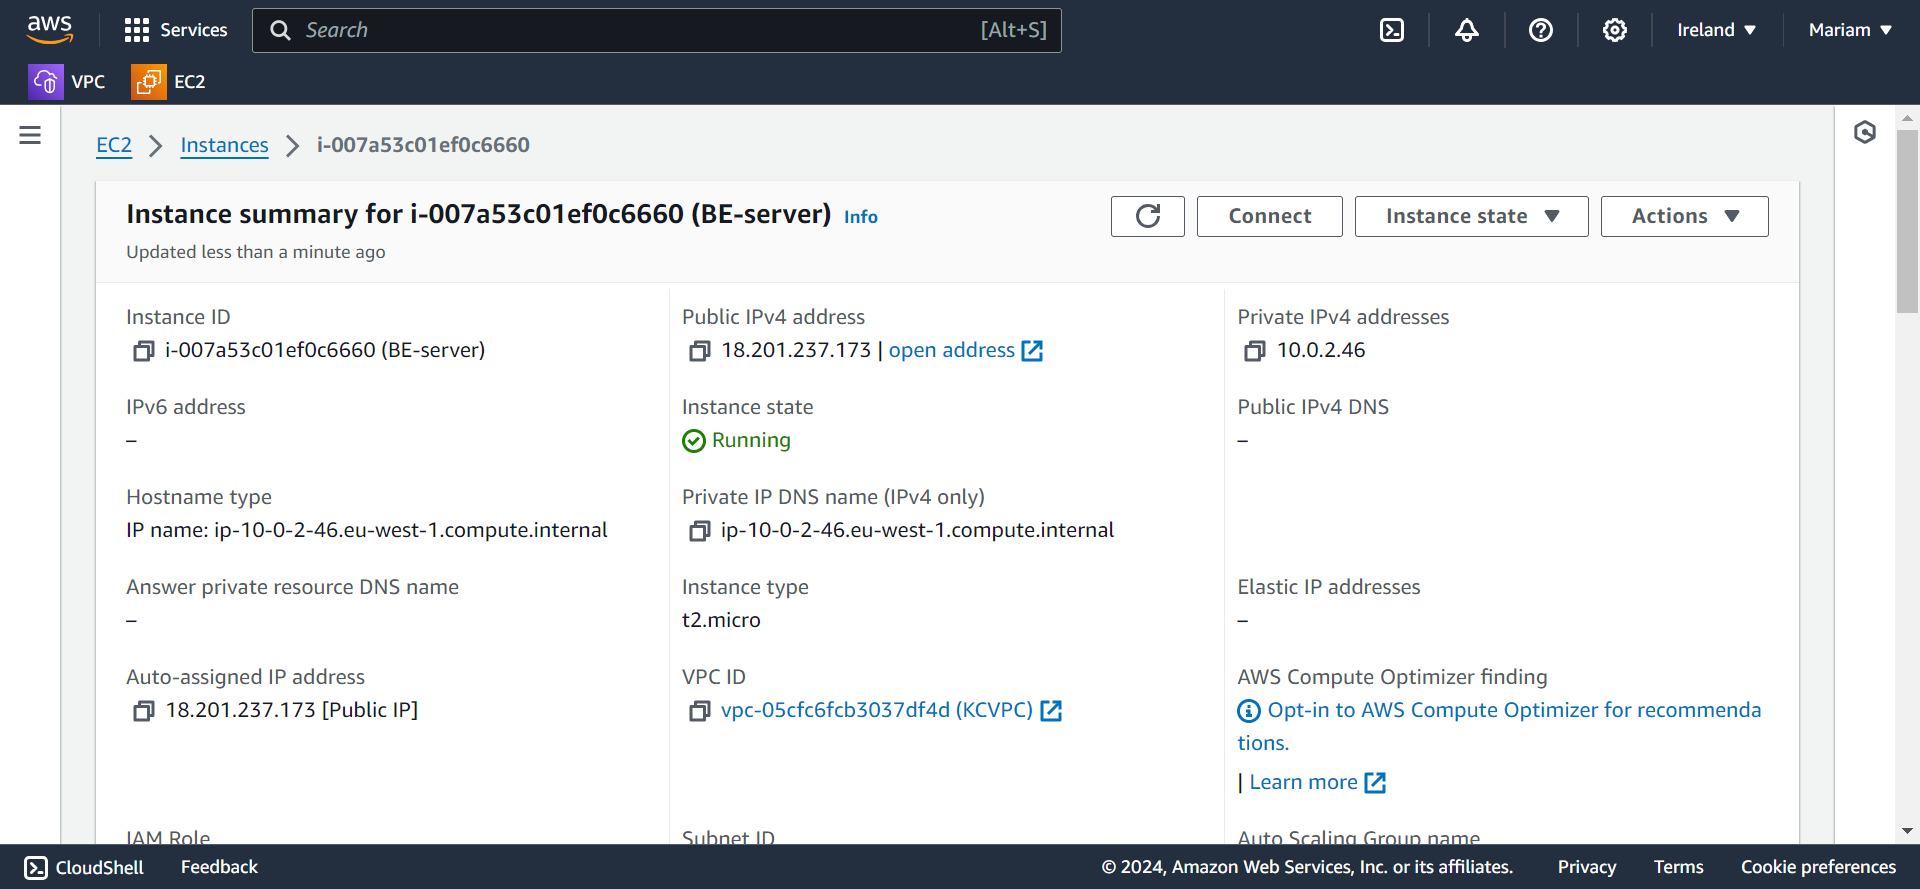 aws
Services
Search
[Alt+S]
Ireland ▼
Mariam ▼
VPC
EC2
EC2 > Instances > i-007a53c01ef0c6660
Instance summary for i-007a53c01ef0c6660 (BE-server) Info
Updated less than a minute ago
Connect
Instance state ▼
Actions ▼
Instance ID
i-007a53c01ef0c6660 (BE-server)
Public IPv4 address
18.201.237.173 | open address
Private IPv4 addresses
10.0.2.46
IPv6 address
–
Instance state
Running
Public IPv4 DNS
–
Hostname type
IP name: ip-10-0-2-46.eu-west-1.compute.internal
Private IP DNS name (IPv4 only)
ip-10-0-2-46.eu-west-1.compute.internal
Answer private resource DNS name
–
Instance type
t2.micro
Elastic IP addresses
–
Auto-assigned IP address
18.201.237.173 [Public IP]
VPC ID
vpc-05cfc6fcb3037df4d (KCVPC)
AWS Compute Optimizer finding
Opt-in to AWS Compute Optimizer for recommenda
tions.
| Learn more
IAM Role
Subnet ID
Auto Scaling Group name
CloudShell
Feedback
© 2024, Amazon Web Services, Inc. or its affiliates.
Privacy
Terms
Cookie preferences